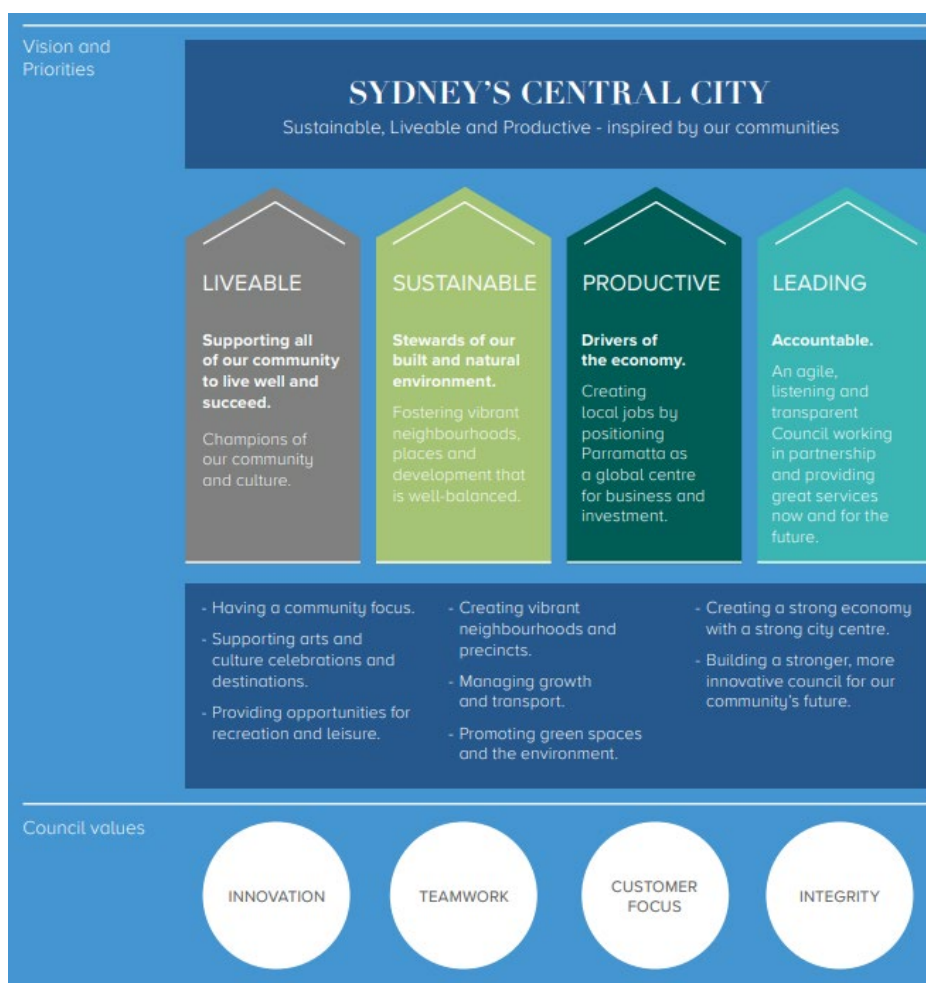 Vision and
Priorities
SYDNEY'S CENTRAL CITY
Sustainable, Liveable and Productive - inspired by our communities
LIVEABLE
Supporting all
of our community
to live well and
succeed.
Champions of
our community
and culture.
SUSTAINABLE
Stewards of our
built and natural
environment.
Fostering vibrant
neighbourhoods,
places and
development that
is well-balanced.
PRODUCTIVE
Drivers of
the economy.
Creating
local jobs by
positioning
Parramatta as
a global centre
for business and
investment.
LEADING
Accountable.
An agile,
listening and
transparent
Council working
in partnership
and providing
great services
now and for the
future.
- Having a community focus.
- Supporting arts and
culture celebrations and
destinations.
- Providing opportunities for
recreation and leisure.
- Creating vibrant
neighbourhoods and
precincts.
- Managing growth
and transport.
- Promoting green spaces
and the environment.
- Creating a strong economy
with a strong city centre.
- Building a stronger, more
innovative council for our
community's future.
Council values
INNOVATION
TEAMWORK
CUSTOMER
FOCUS
INTEGRITY